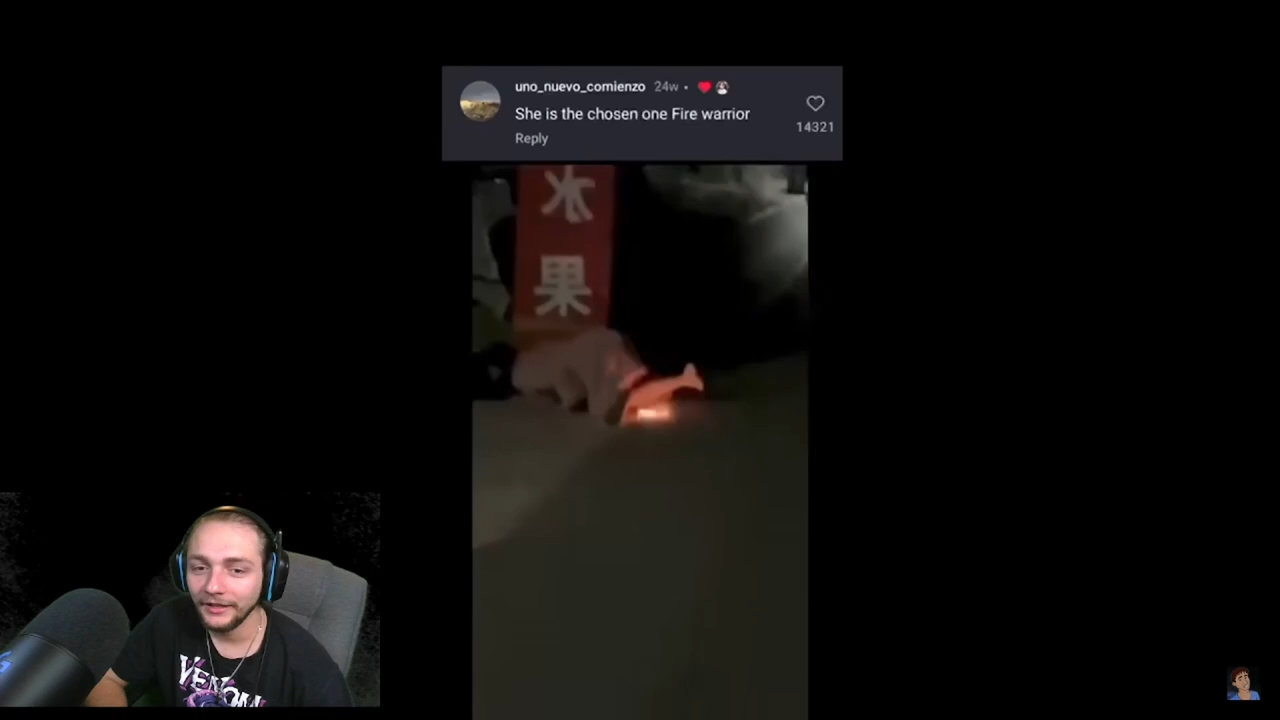 uno_nuevo_comienzo 24w •
She is the chosen one Fire warrior
Reply
14321
水
果
VENOM